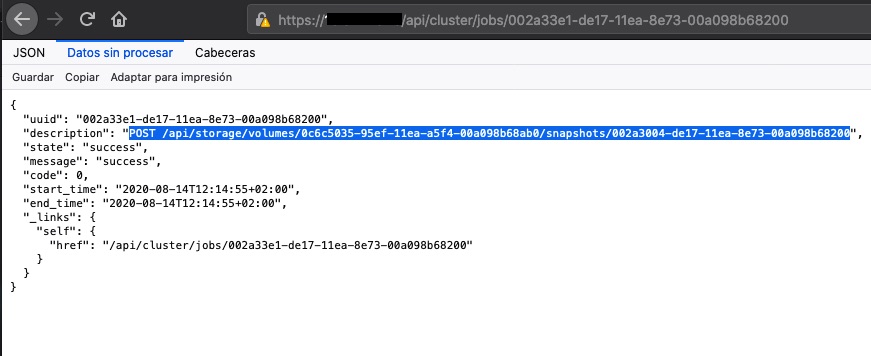 https://1 /api/cluster/jobs/002a33e1-de17-11ea-8e73-00a098b68200
JSON Datos sin procesar Cabeceras
Guardar Copiar Adaptar para impresión
{
"uuid": "002a33e1-de17-11ea-8e73-00a098b68200",
"description": "POST /api/storage/volumes/0c6c5035-95ef-11ea-a5f4-00a098b68ab0/snapshots/002a3004-de17-11ea-8e73-00a098b68200",
"state": "success",
"message": "success",
"code": 0,
"start_time": "2020-08-14T12:14:55+02:00",
"end_time": "2020-08-14T12:14:55+02:00",
"_links": {
"self": {
"href": "/api/cluster/jobs/002a33e1-de17-11ea-8e73-00a098b68200"
}
}
}